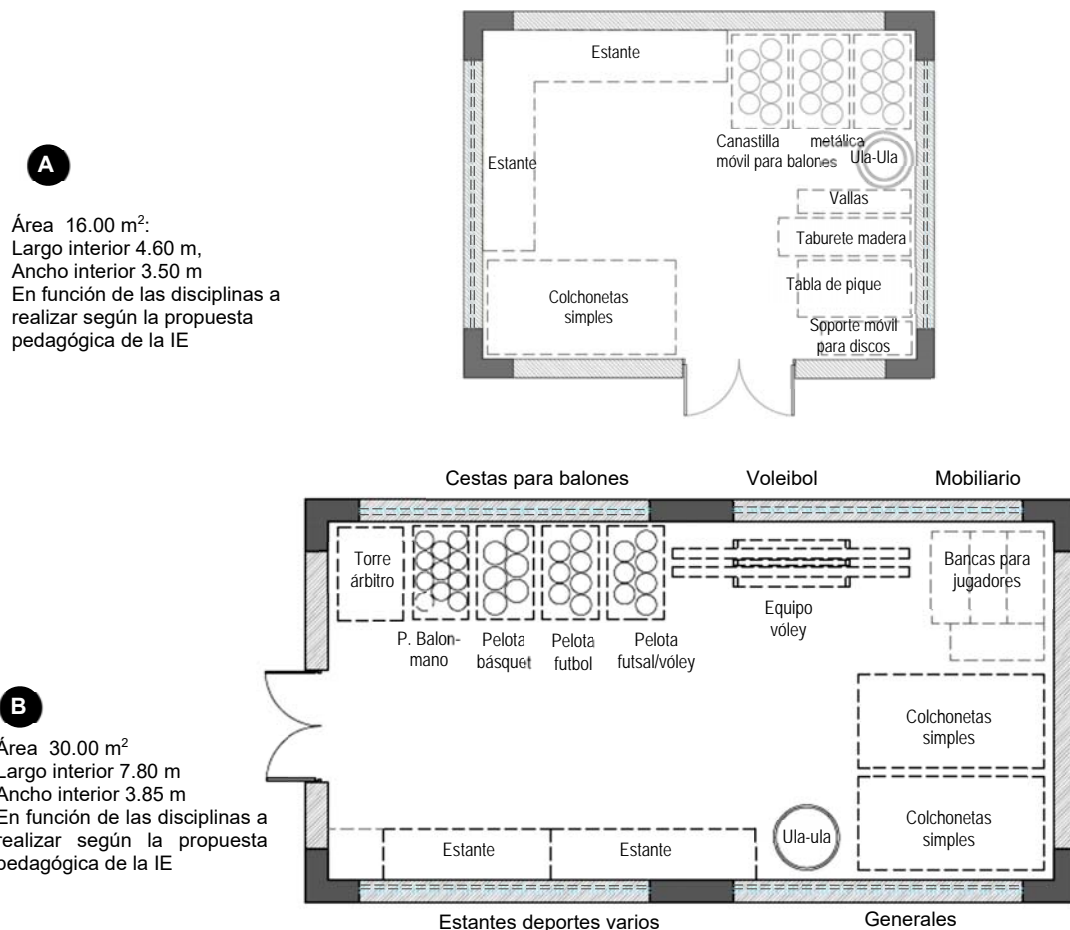 A
Área 16.00 m²:
Largo interior 4.60 m,
Ancho interior 3.50 m
En función de las disciplinas a
realizar según la propuesta
pedagógica de la IE
Estante
Estante
Canastilla metálica
móvil para balones
Ula-Ula
Vallas
Taburete madera
Tabla de pique
Soporte móvil
para discos
Colchonetas
simples
Cestas para balones
Voleibol
Mobiliario
Torre
árbitro
P. Balon-
mano
Pelota
básquet
Pelota
futbol
Pelota
futsal/vóley
Equipo
vóley
Bancas para
jugadores
Colchonetas
simples
Colchonetas
simples
Ula-ula
Estante
Estante
Estantes deportes varios
Generales
B
Área 30.00 m²
Largo interior 7.80 m
Ancho interior 3.85 m
En función de las disciplinas a
realizar según la propuesta
pedagógica de la IE